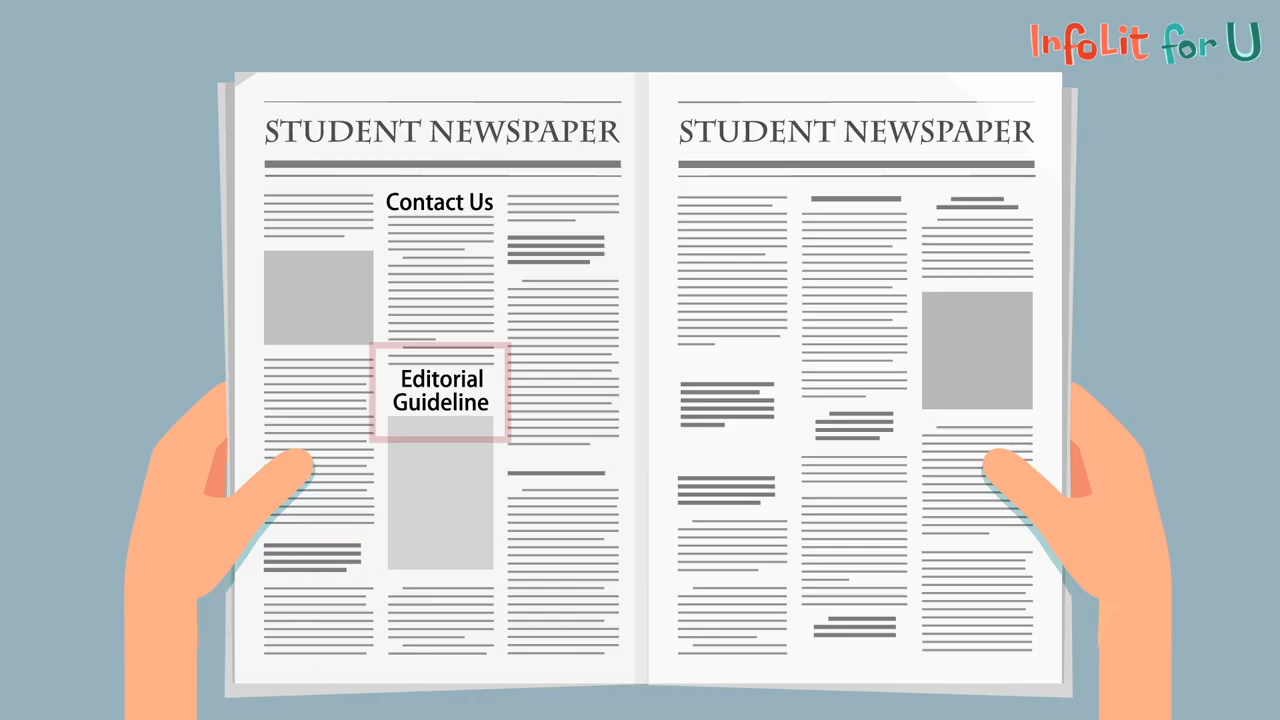 InfoLit for U
STUDENT NEWSPAPER
STUDENT NEWSPAPER
Contact Us
Editorial
Guideline